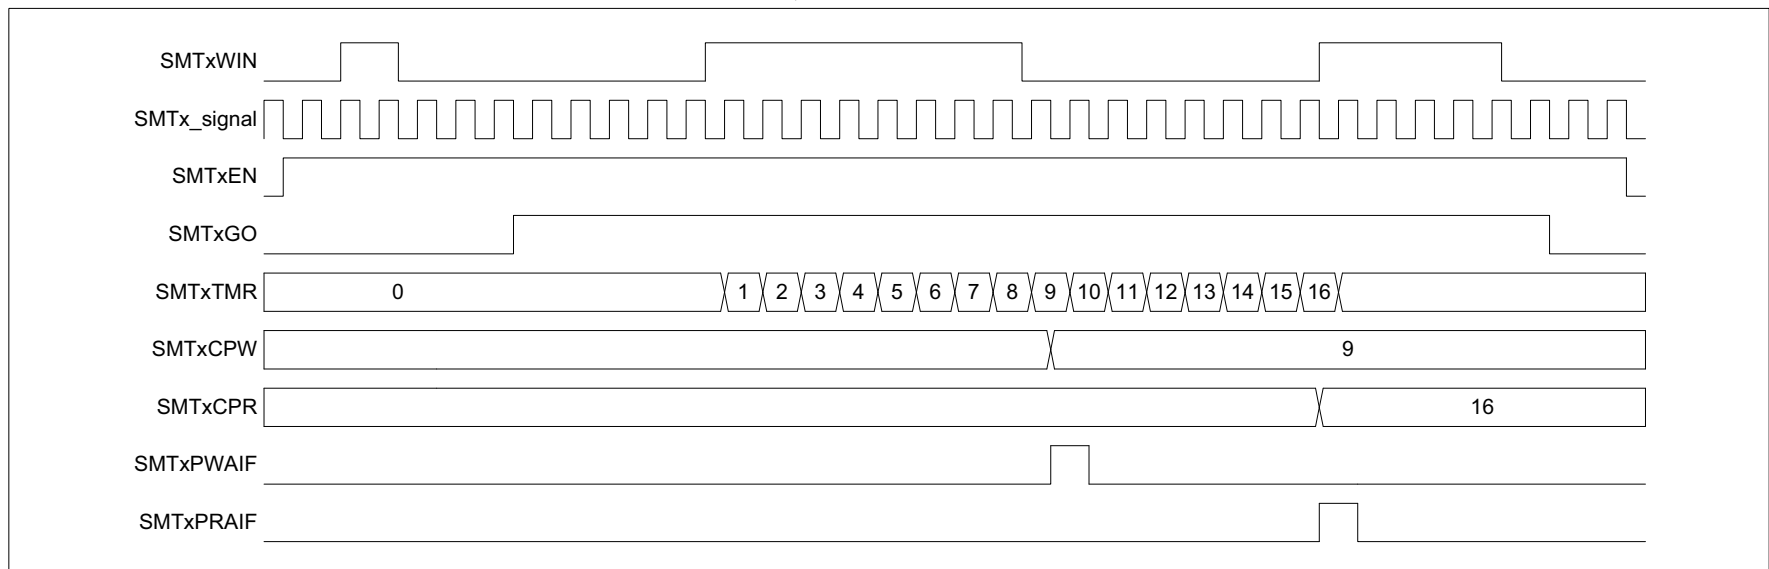 SMTxWIN
SMTx_signal
SMTxEN
SMTxGO
SMTxTMR 0 1 2 3 4 5 6 7 8 9 10 11 12 13 14 15 16
SMTxCPW 9
SMTxCPR 16
SMTxPWAIF
SMTxPRAIF